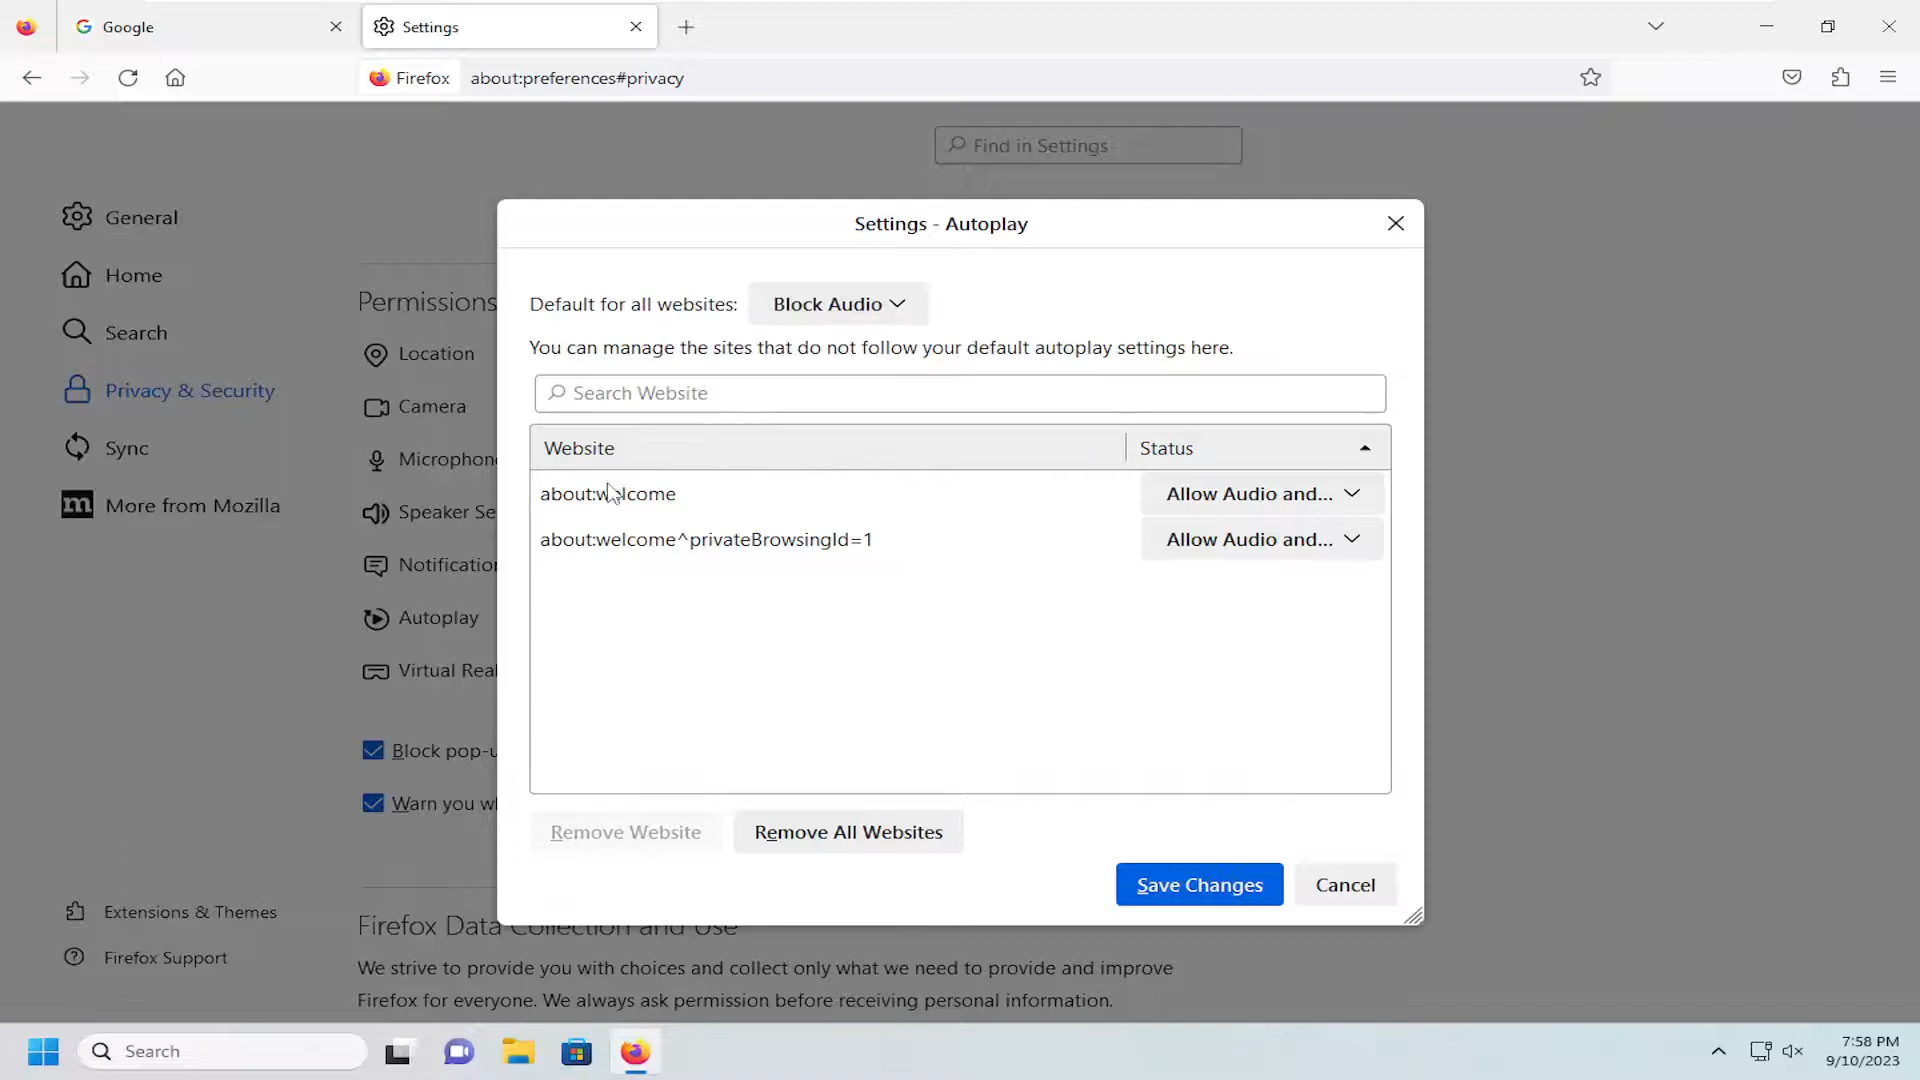 Google
Settings
Firefox
about:preferences#privacy
Find in Settings
General
Home
Search
Privacy & Security
Sync
More from Mozilla
Extensions & Themes
Firefox Support
Permissions
Location
Camera
Microphon
Speaker Se
Notification
Autoplay
Virtual Real
Block pop-u
Warn you wh
Settings - Autoplay
Default for all websites: Block Audio
You can manage the sites that do not follow your default autoplay settings here.
Search Website
Website Status
about:welcome Allow Audio and...
about:welcome^privateBrowsingId=1 Allow Audio and...
Remove Website Remove All Websites
Save Changes Cancel
Firefox Data Collection and Use
We strive to provide you with choices and collect only what we need to provide and improve
Firefox for everyone. We always ask permission before receiving personal information.
Search
7:58 PM
9/10/2023